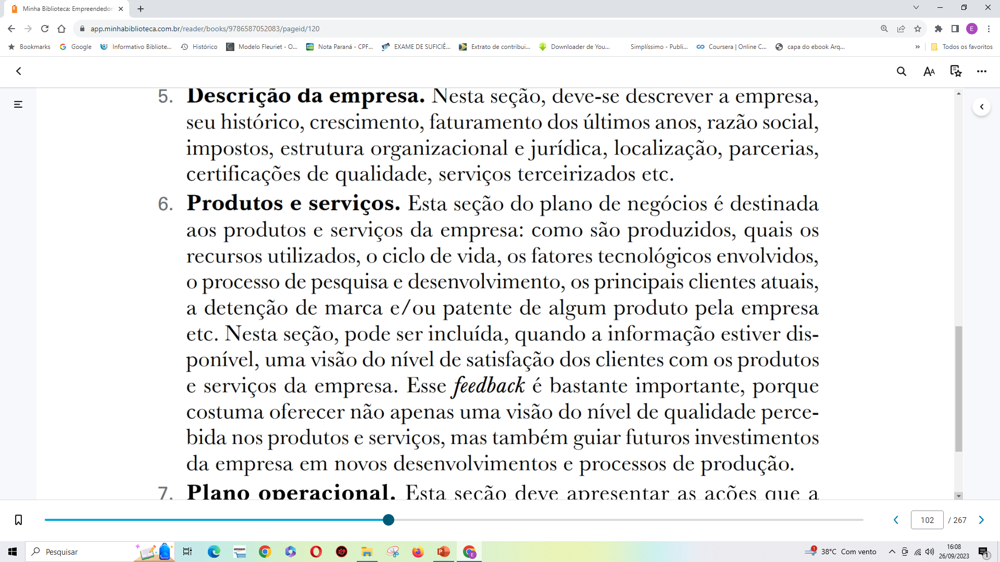 Minha Biblioteca: Empreendedor
app.minhabiblioteca.com.br/reader/books/9786587052083/pageid/120
E
Bookmarks
Google
Informativo Bibliote...
Histórico
Modelo Fleuriet - O...
Nota Paraná - CPF...
EXAME DE SUFICIÊ...
Extrato de contribui...
Downloader de You...
Simplíssimo - Publi...
Coursera | Online C...
capa do ebook Arq...
Todos os favoritos
5. Descrição da empresa. Nesta seção, deve-se descrever a empresa,
seu histórico, crescimento, faturamento dos últimos anos, razão social,
impostos, estrutura organizacional e jurídica, localização, parcerias,
certificações de qualidade, serviços terceirizados etc.
6. Produtos e serviços. Esta seção do plano de negócios é destinada
aos produtos e serviços da empresa: como são produzidos, quais os
recursos utilizados, o ciclo de vida, os fatores tecnológicos envolvidos,
o processo de pesquisa e desenvolvimento, os principais clientes atuais,
a detenção de marca e/ou patente de algum produto pela empresa
etc. Nesta seção, pode ser incluída, quando a informação estiver dis-
ponível, uma visão do nível de satisfação dos clientes com os produtos
e serviços da empresa. Esse feedback é bastante importante, porque
costuma oferecer não apenas uma visão do nível de qualidade perce-
bida nos produtos e serviços, mas também guiar futuros investimentos
da empresa em novos desenvolvimentos e processos de produção.
7. Plano operacional. Esta seção deve apresentar as ações que a
102 / 267
Pesquisar
amazon
1
38°C Com vento
16:08
26/09/2023
1